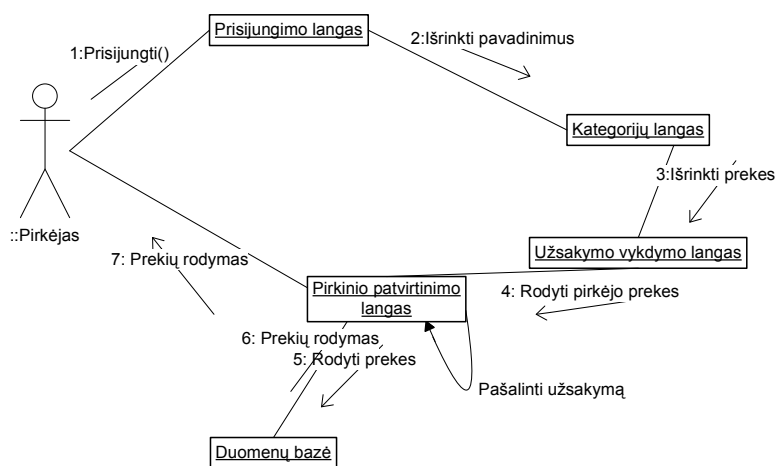 Prisijungimo langas
1:Prisijungti()
2:Išrinkti pavadinimus
Kategorijų langas
3:Išrinkti prekes
::Pirkėjas
Užsakymo vykdymo langas
7: Prekių rodymas
Pirkinio patvirtinimo
langas
4: Rodyti pirkėjo prekes
6: Prekių rodymas
5: Rodyti prekes
Pašalinti užsakymą
Duomenų bazė